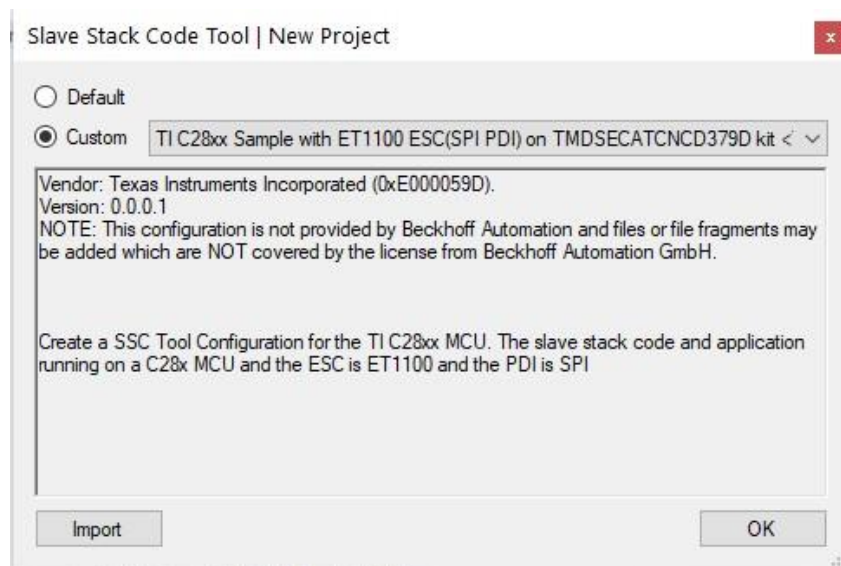 Slave Stack Code Tool | New Project
x
Default
Custom TI C28xx Sample with ET1100 ESC(SPI PDI) on TMDSECATCNCD379D kit <
Vendor: Texas Instruments Incorporated (0xE000059D).
Version: 0.0.0.1
NOTE: This configuration is not provided by Beckhoff Automation and files or file fragments may
be added which are NOT covered by the license from Beckhoff Automation GmbH.
Create a SSC Tool Configuration for the TI C28xx MCU. The slave stack code and application
running on a C28x MCU and the ESC is ET1100 and the PDI is SPI
Import OK